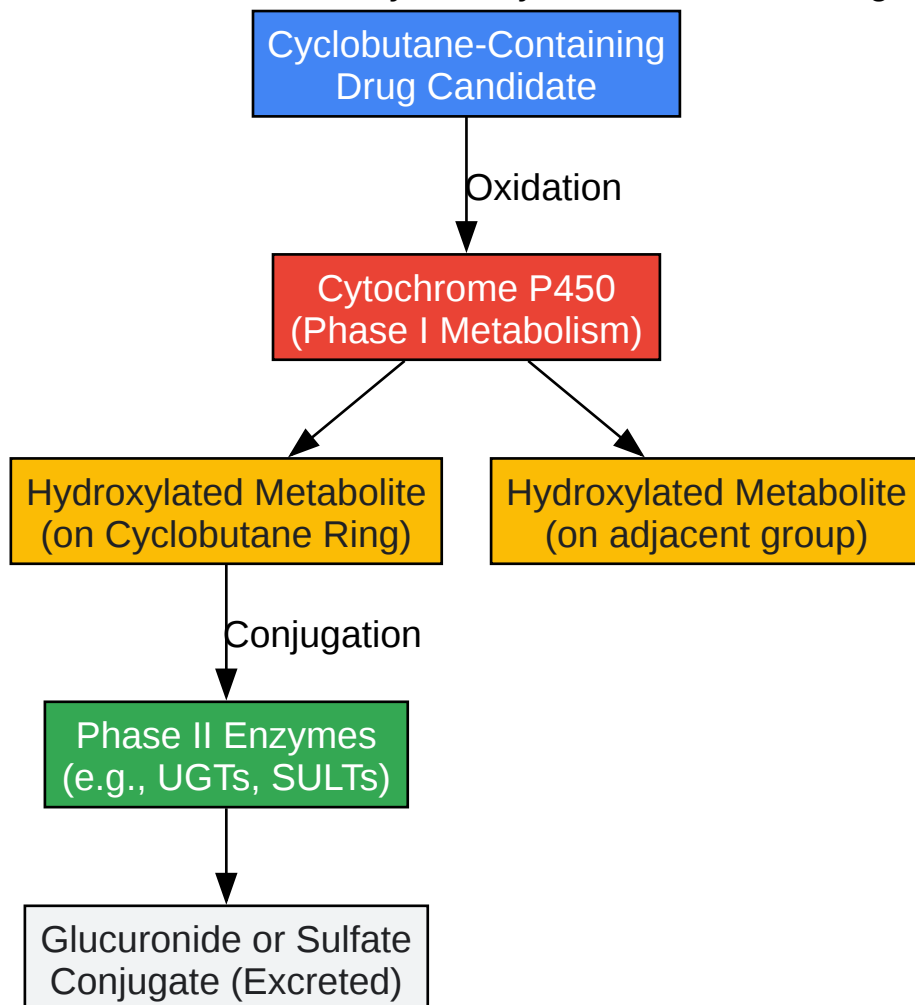 Cyclobutane-Containing
Drug Candidate
Oxidation
Cytochrome P450
(Phase I Metabolism)
Hydroxylated Metabolite
(on Cyclobutane Ring)
Hydroxylated Metabolite
(on adjacent group)
Conjugation
Phase II Enzymes
(e.g., UGTs, SULTs)
Glucuronide or Sulfate
Conjugate (Excreted)